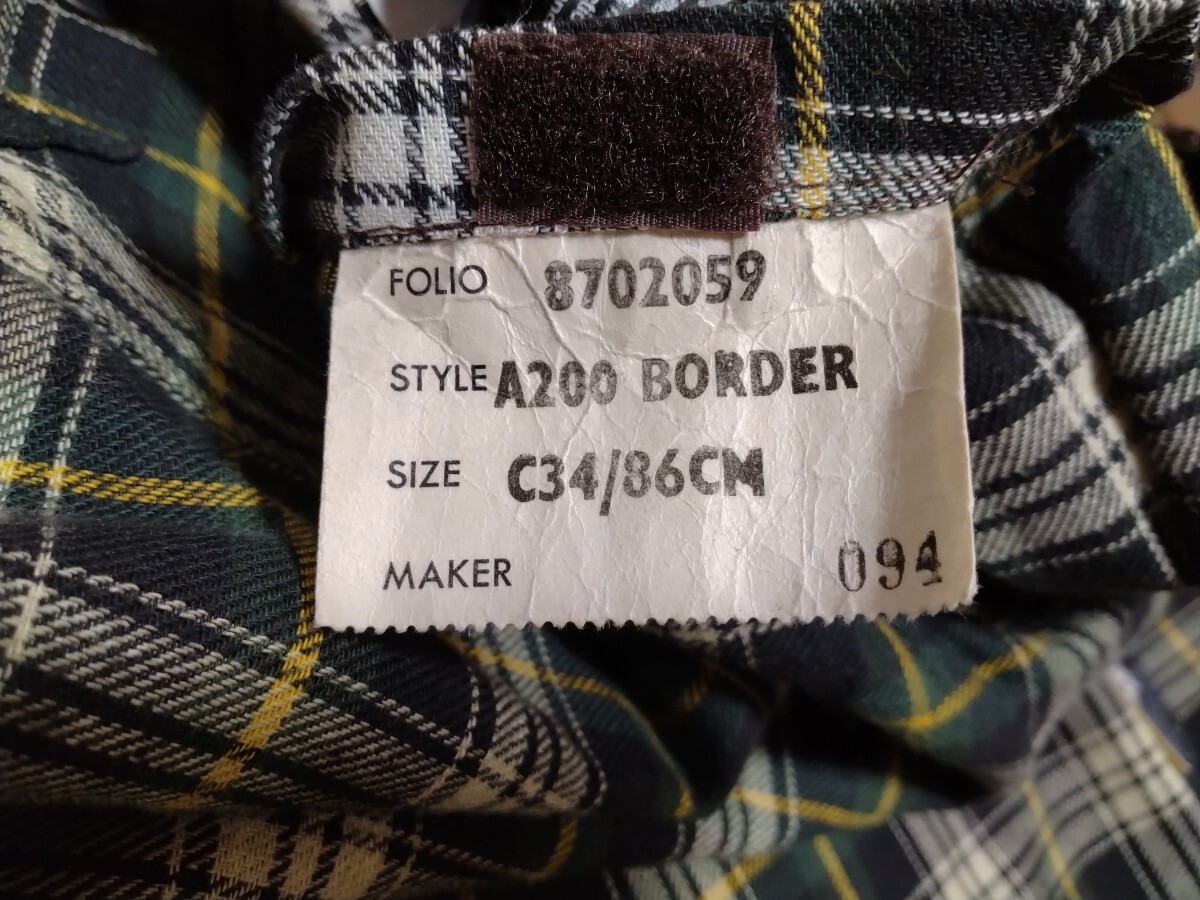 FOLIO 8702059
STYLE A200 BORDER
SIZE C34/86CM
MAKER 094